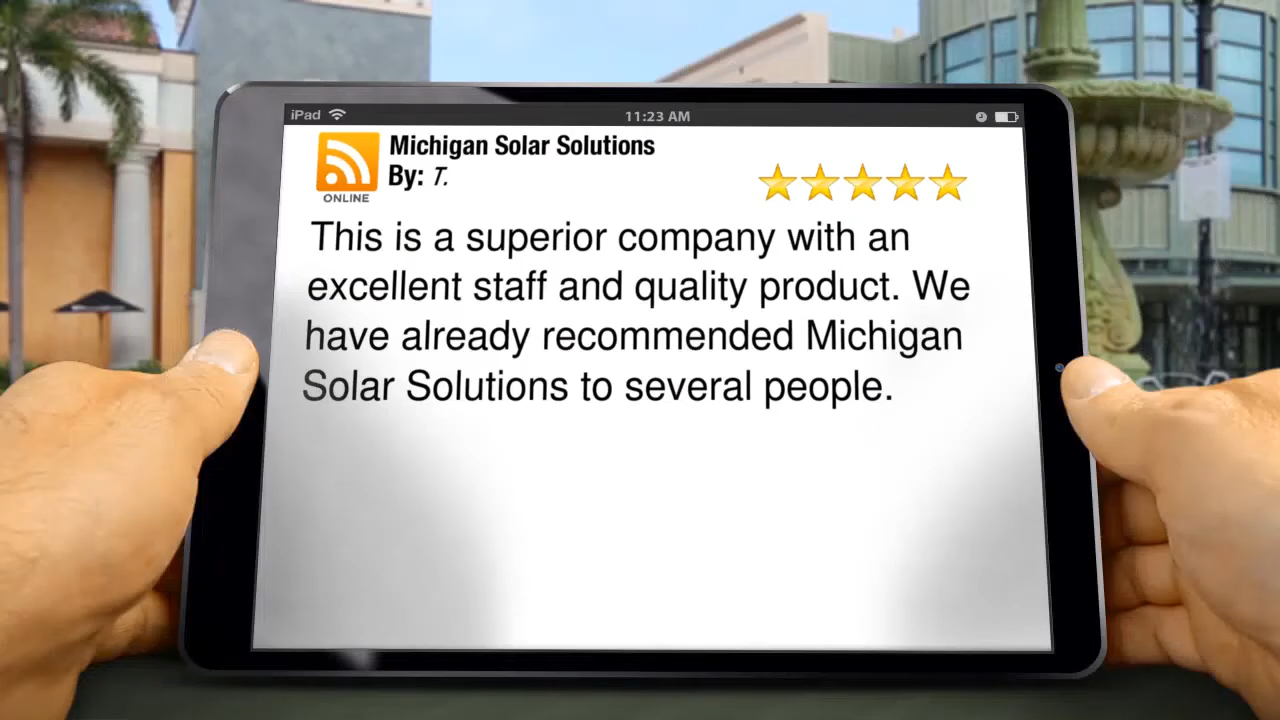 iPad 11:23 AM
Michigan Solar Solutions
By: T.
ONLINE
This is a superior company with an
excellent staff and quality product. We
have already recommended Michigan
Solar Solutions to several people.